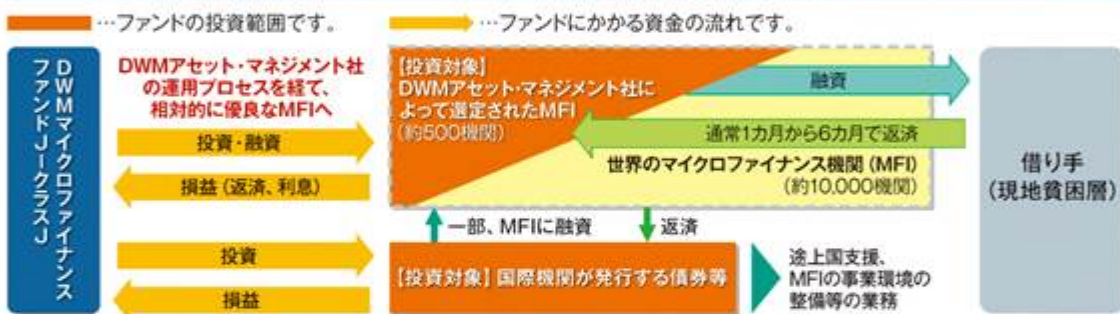 …ファンドの投資範囲です。
…ファンドにかかる資金の流れです。
DWMマイクロファイナンス
ファンドJ-クラスJ
DWMアセット・マネジメント社
の運用プロセスを経て、
相対的に優良なMFIへ
投資・融資
損益（返済、利息）
投資
損益
【投資対象】
DWMアセット・マネジメント社に
よって選定されたMFI
（約500機関）
融資
通常1カ月から6カ月で返済
世界のマイクロファイナンス機関（MFI）
（約10,000機関）
一部、MFIに融資
返済
【投資対象】国際機関が発行する債券等
途上国支援、
MFIの事業環境の
整備等の業務
借り手
（現地貧困層）